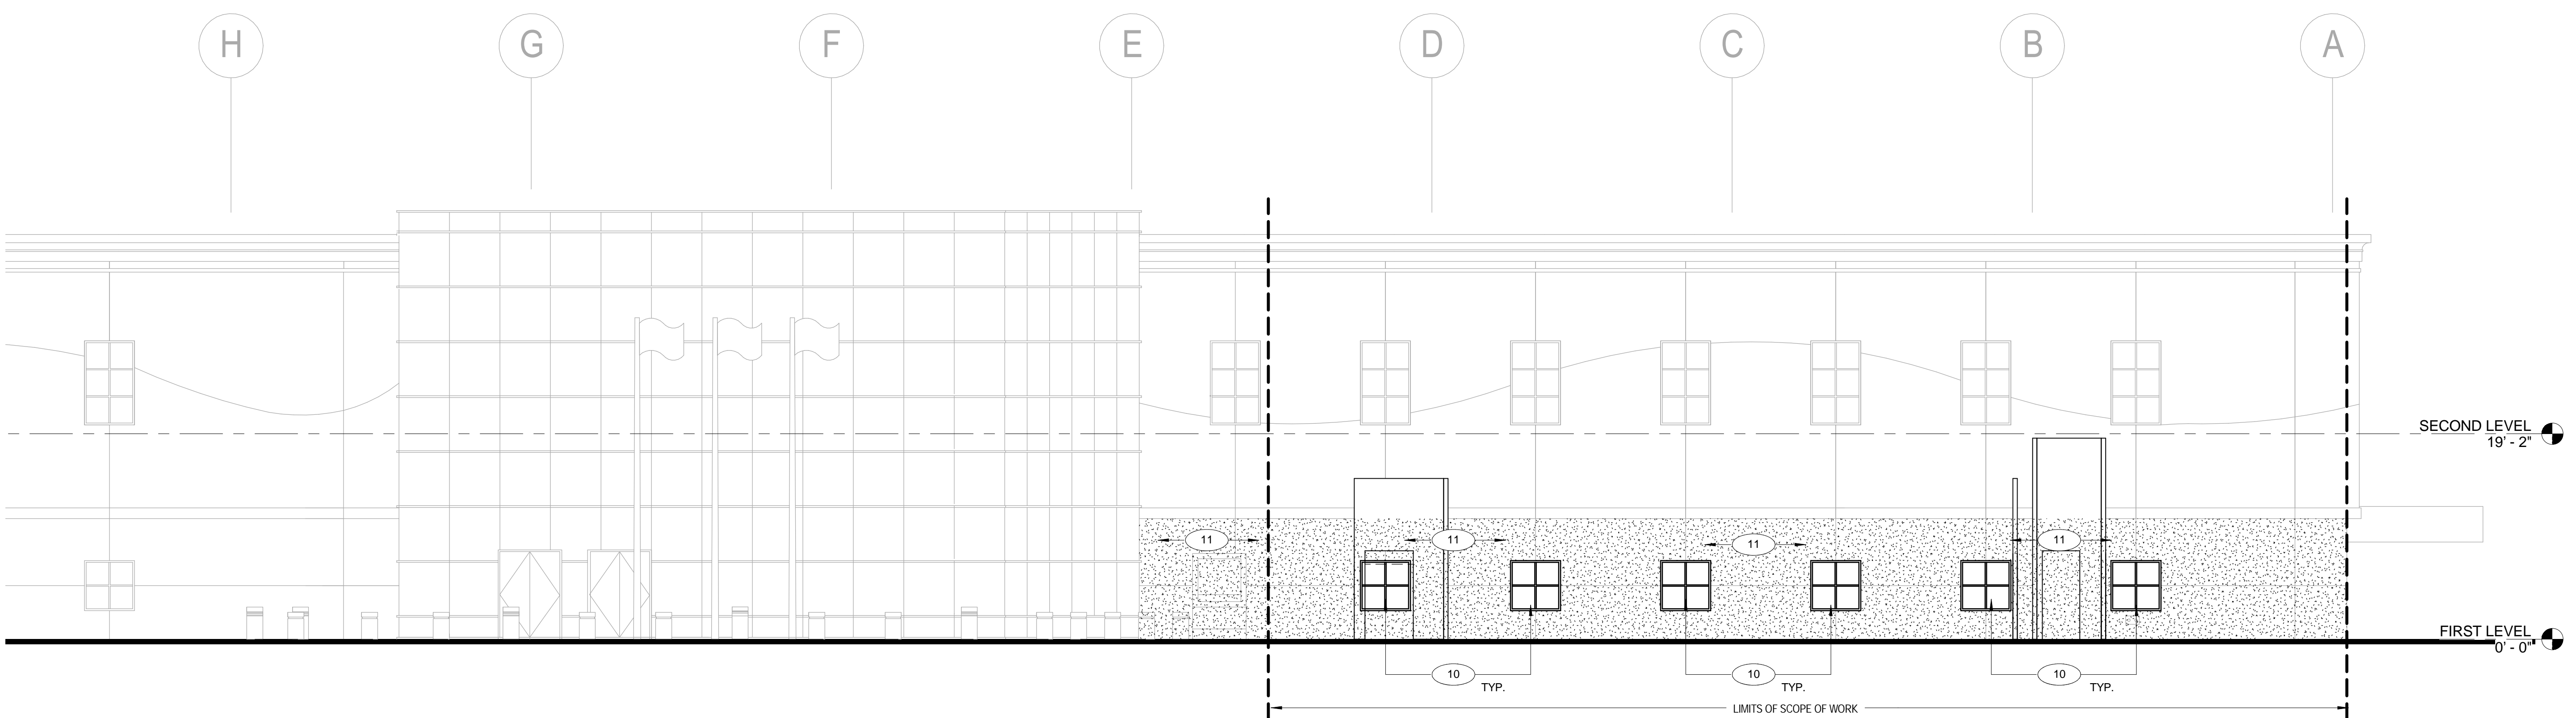 H
G
F
E
D
C
B
A
SECOND LEVEL
19' - 2"
11
11
11
11
FIRST LEVEL
0' - 0"
10
TYP.
10
TYP.
10
TYP.
LIMITS OF SCOPE OF WORK